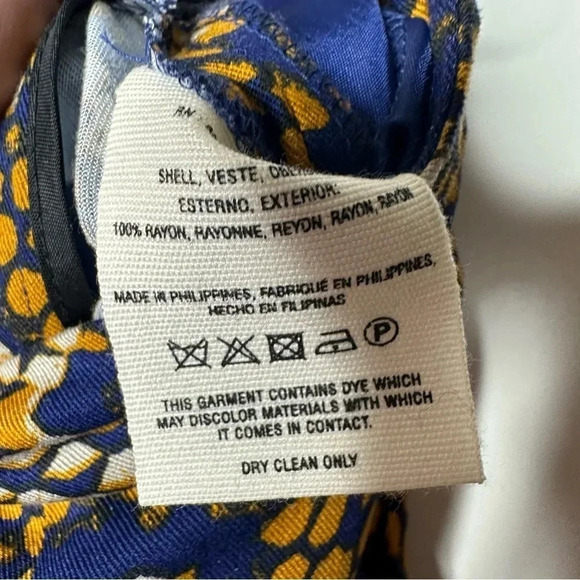 RN
SHELL, VESTE,
ESTERNO, EXTERIOR:
100% RAYON, RAYONNE, REYON, RAYON, RAYON
MADE IN PHILIPPINES, FABRIQUÉ EN PHILIPPINES,
HECHO EN FILIPINAS
P
THIS GARMENT CONTAINS DYE WHICH
MAY DISCOLOR MATERIALS WITH WHICH
IT COMES IN CONTACT.
DRY CLEAN ONLY